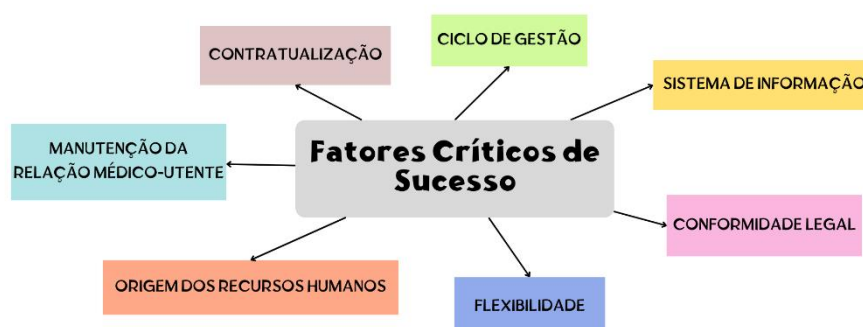 CICLO DE GESTÃO
CONTRATUALIZAÇÃO
SISTEMA DE INFORMAÇÃO
Fatores Críticos de
Sucesso
MANUTENÇÃO DA
RELAÇÃO MÉDICO-UTENTE
CONFORMIDADE LEGAL
ORIGEM DOS RECURSOS HUMANOS
FLEXIBILIDADE